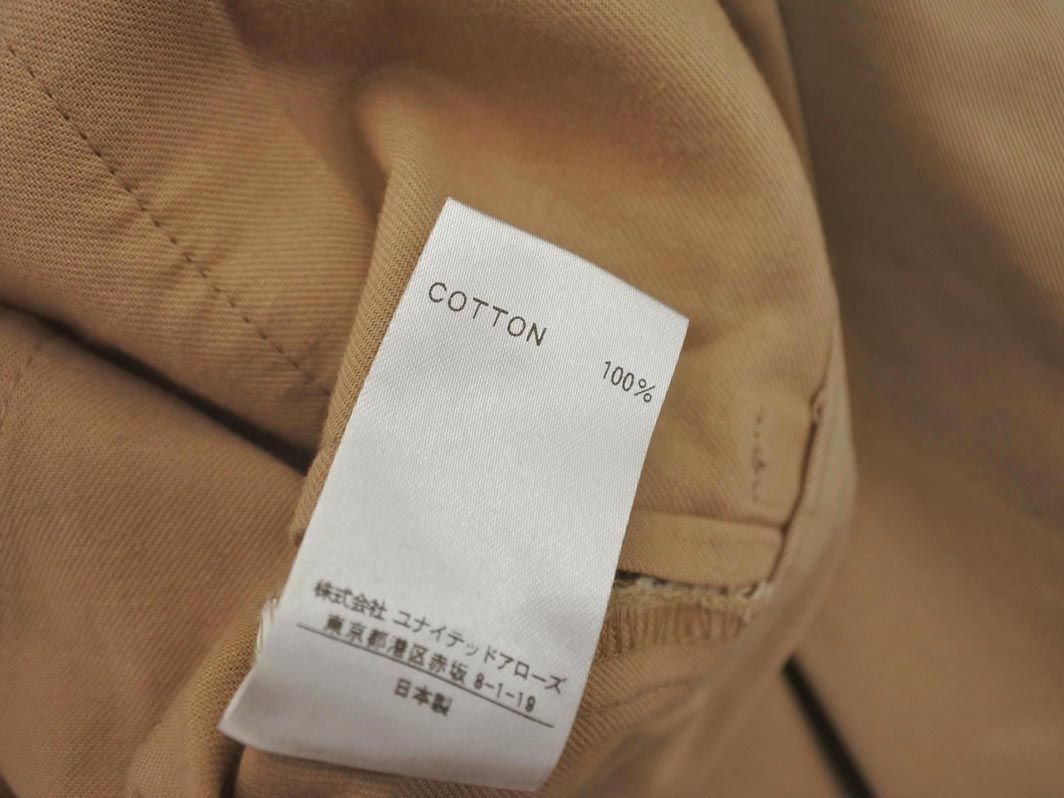 COTTON
100%
株式会社 ユナイテッドアローズ
東京都港区赤坂 8-1-19
日本製